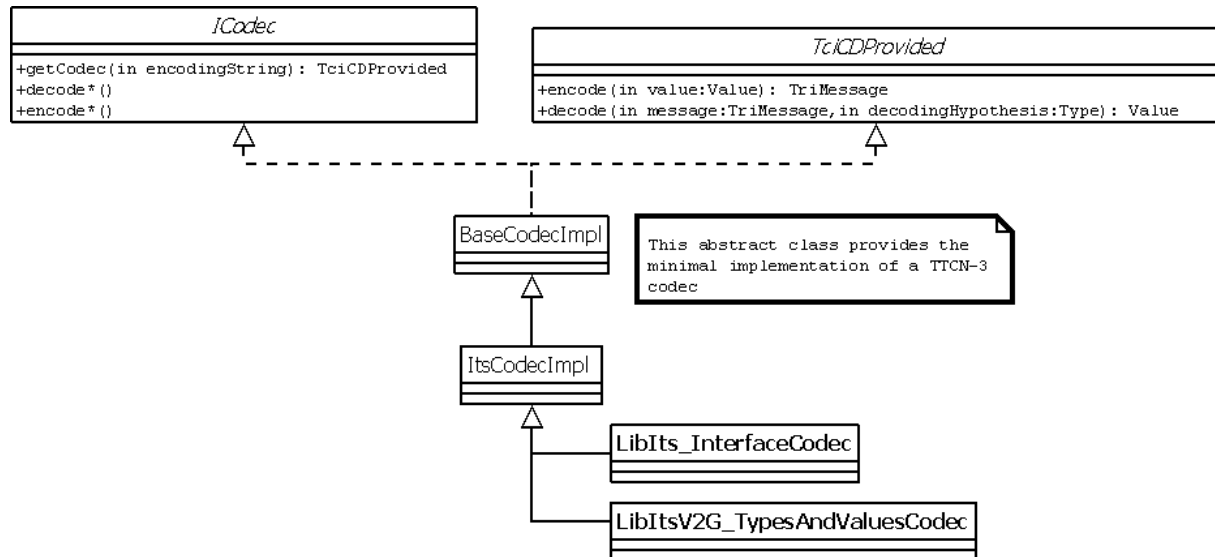 ICodec
+getCodec(in encodingString): TciCDProvided
+decode*()
+encode*()
TciCDProvided
+encode(in value:Value): TriMessage
+decode(in message:TriMessage,in decodingHypothesis:Type): Value
BaseCodecImpl
This abstract class provides the
minimal implementation of a TTCN-3
codec
ItsCodecImpl
LibIts_InterfaceCodec
LibItsV2G_TypesAndValuesCodec